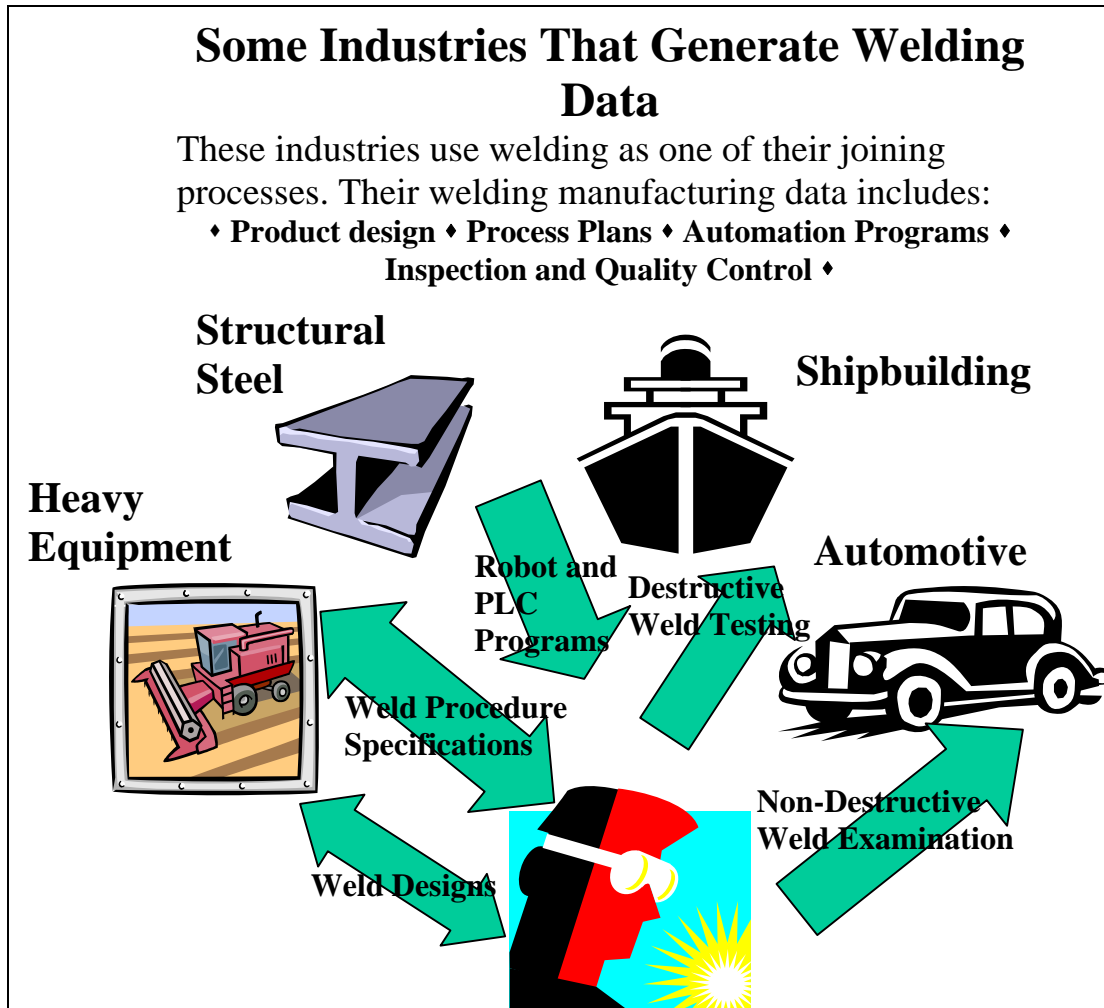 Some Industries That Generate Welding
Data
These industries use welding as one of their joining
processes. Their welding manufacturing data includes:
♦ Product design ♦ Process Plans ♦ Automation Programs ♦
Inspection and Quality Control ♦
Structural
Steel
Shipbuilding
Heavy
Equipment
Automotive
Robot and
PLC
Programs
Destructive
Weld Testing
Weld Procedure
Specifications
Non-Destructive
Weld Examination
Weld Designs